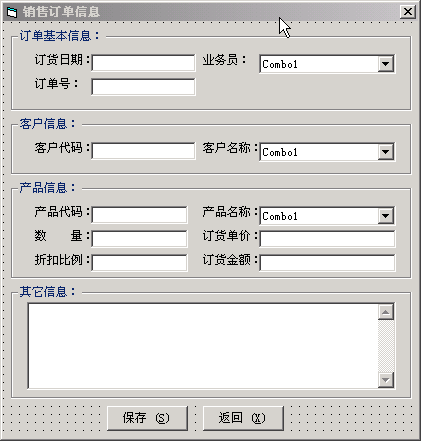 销售订单信息
订单基本信息：
订货日期： 业务员： Combo1
订单号：
客户信息：
客户代码： 客户名称： Combo1
产品信息：
产品代码： 产品名称： Combo1
数 量： 订货单价：
折扣比例： 订货金额：
其它信息：
保存 (S) 返回 (X)